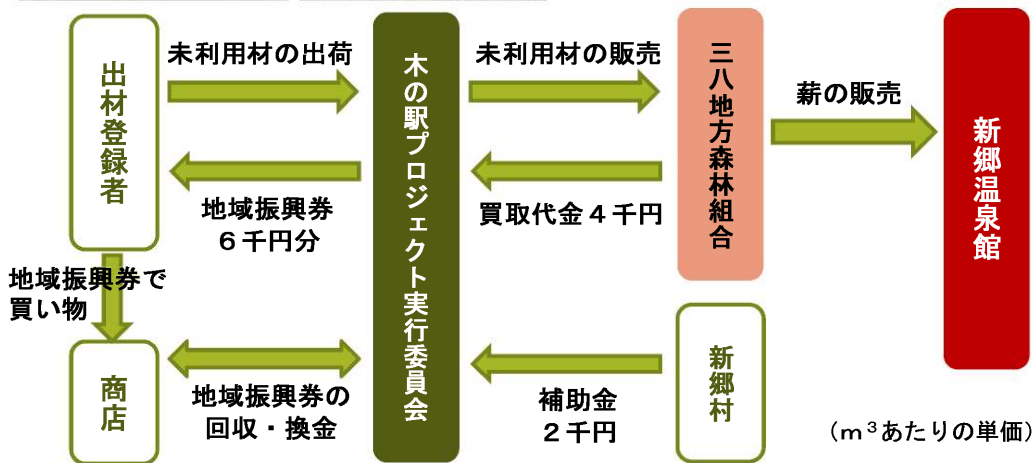 未利用材の出荷
未利用材の販売
薪の販売
出材登録者
木の駅プロジェクト実行委員会
三八地方森林組合
新郷温泉館
地域振興券
6千円分
買取代金4千円
地域振興券で
買い物
商店
地域振興券の
回収・換金
補助金
2千円
新郷村
(m³あたりの単価)